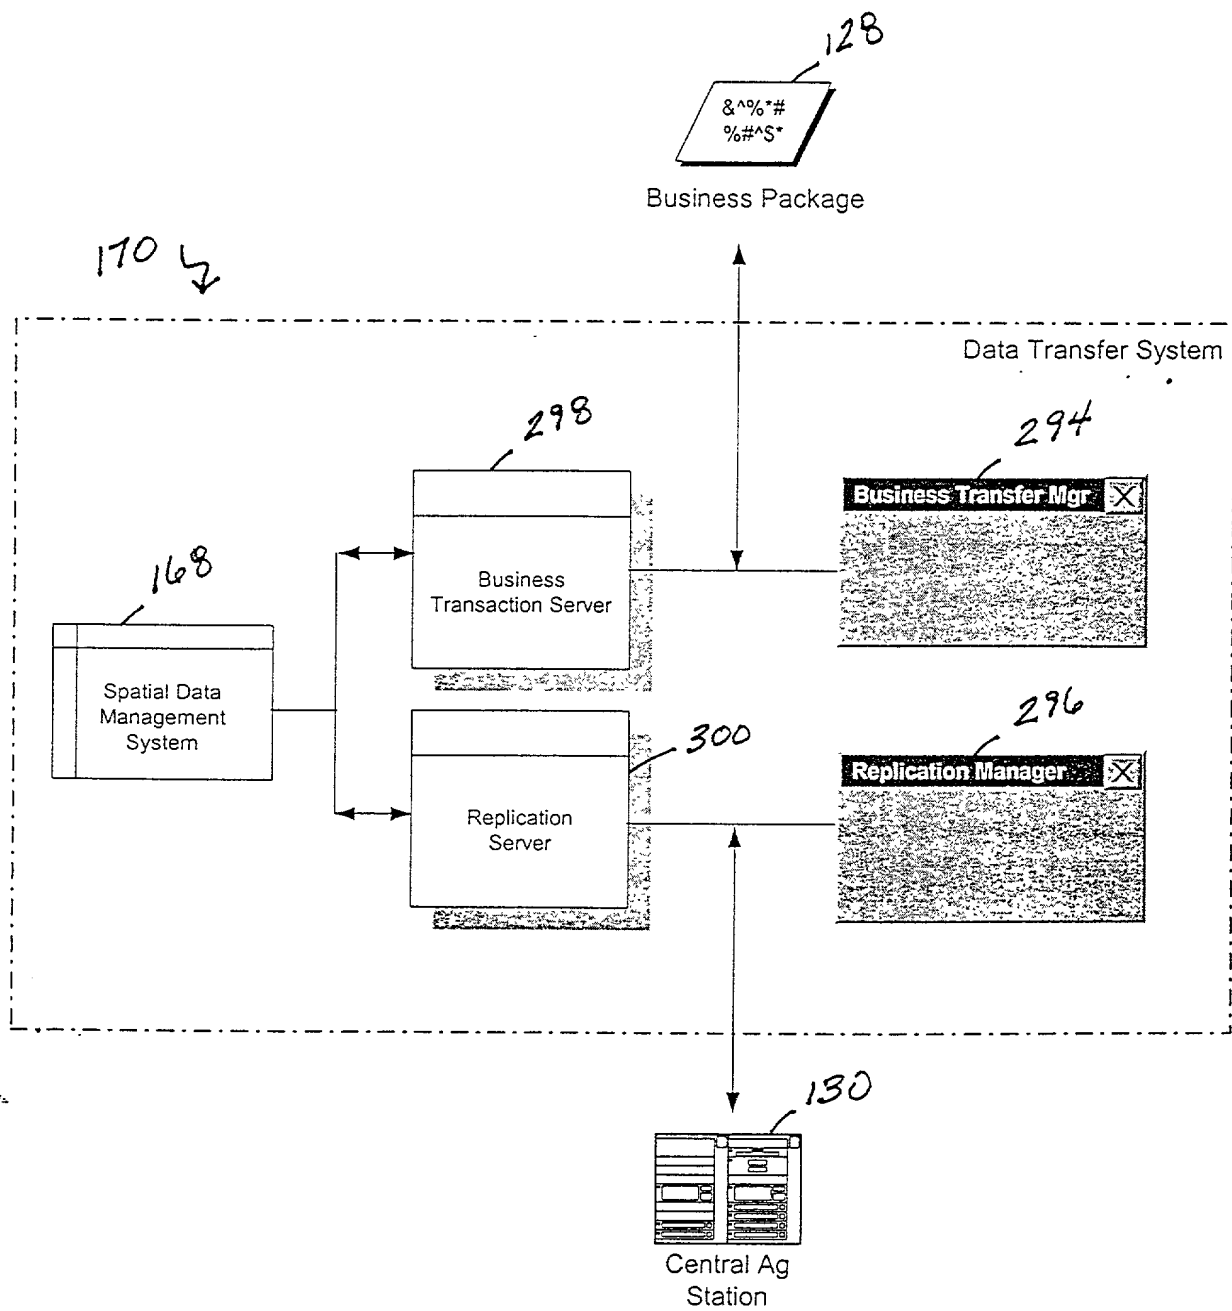 128
&^%*#
%#^S*
Business Package
170
Data Transfer System
298
294
Business Transfer Mgr
168
Business
Transaction Server
Spatial Data
Management
System
300
296
Replication Manager
Replication
Server
130
Central Ag
Station